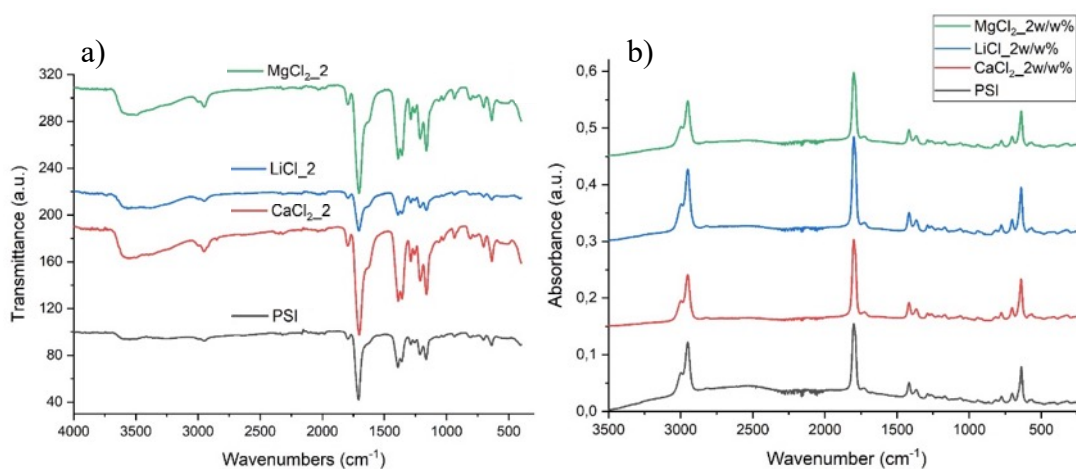 a)
320
280
240
200
160
120
80
40
Transmittance (a.u.)
MgCl₂_2
LiCl_2
CaCl₂_2
PSI
4000 3500 3000 2500 2000 1500 1000 500
Wavenumbers (cm⁻¹)
b)
MgCl₂_2w/w%
LiCl_2w/w%
CaCl₂_2w/w%
PSI
0,6
0,5
0,4
0,3
0,2
0,1
0,0
Absorbance (a.u.)
3500 3000 2500 2000 1500 1000 500
Wavenumber (cm⁻¹)